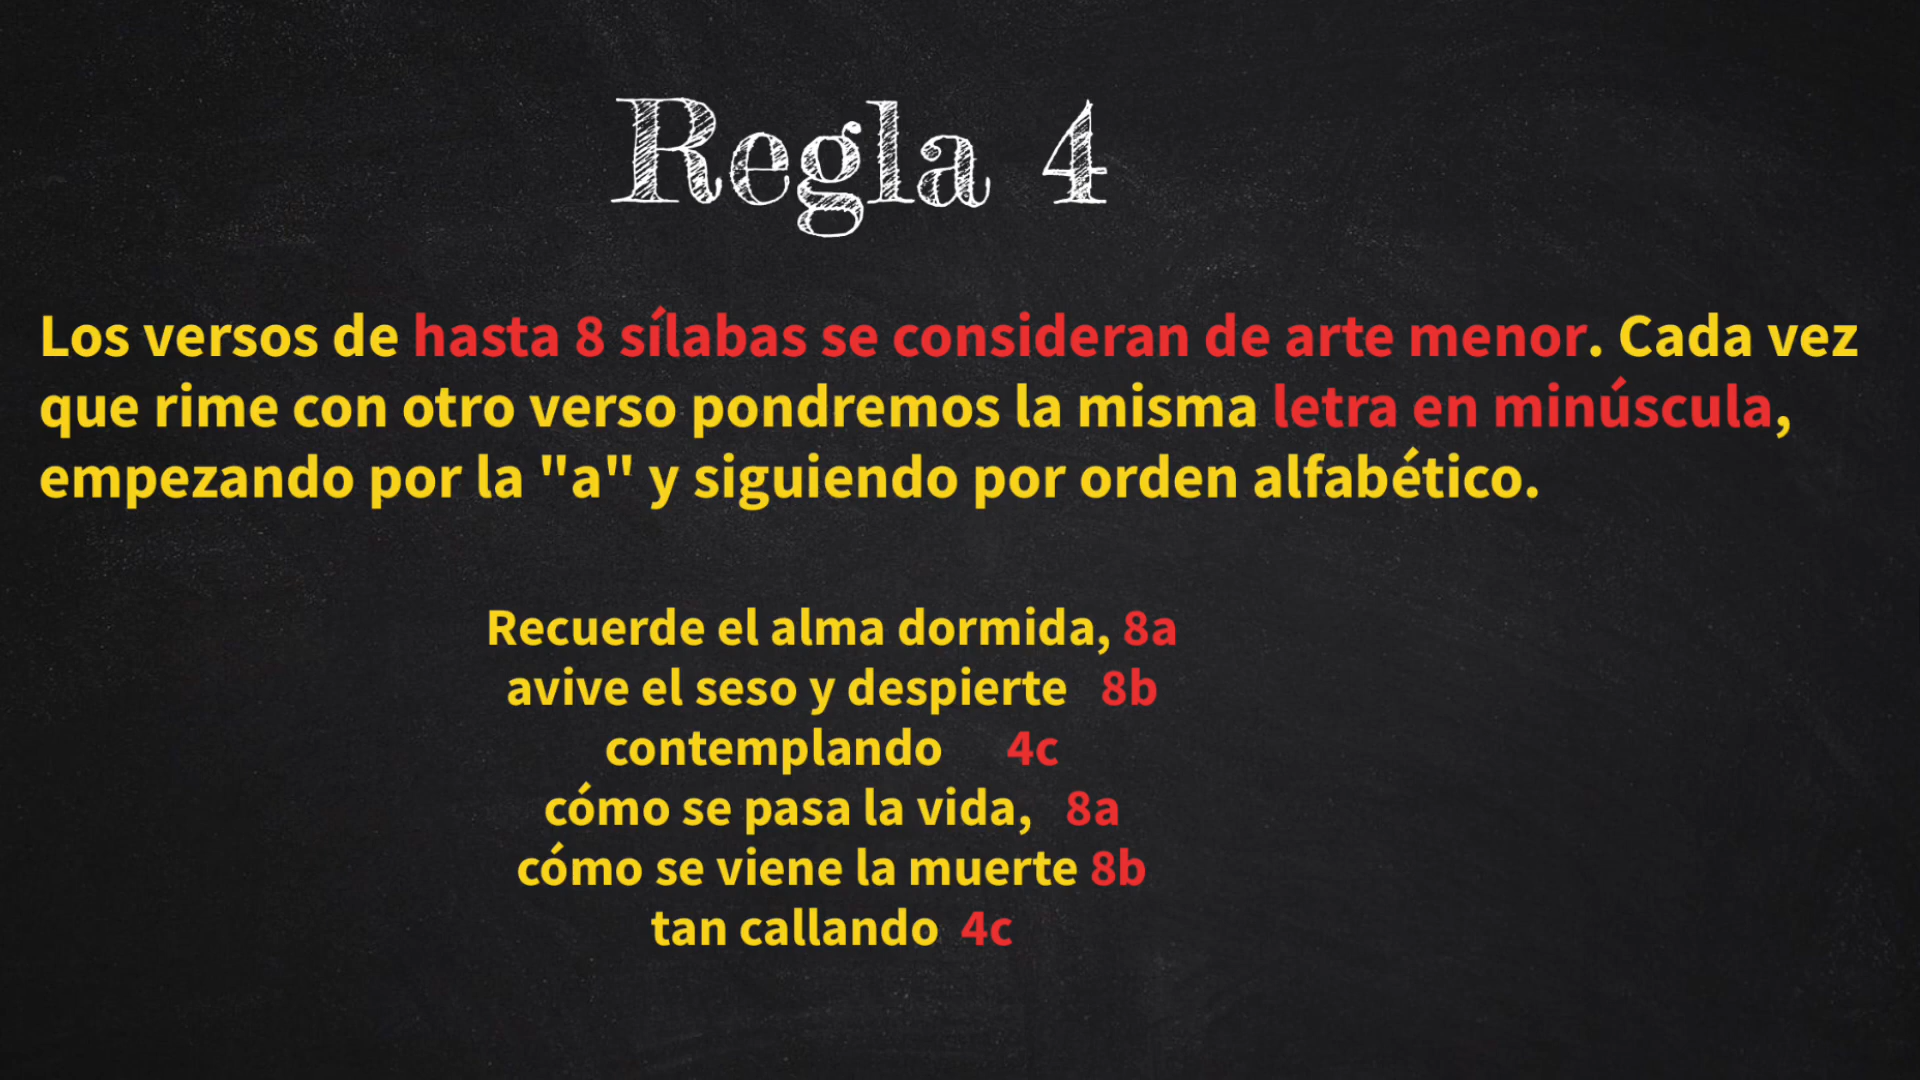 Regla 4
Los versos de hasta 8 sílabas se consideran de arte menor. Cada vez
que rime con otro verso pondremos la misma letra en minúscula,
empezando por la "a" y siguiendo por orden alfabético.
Recuerde el alma dormida, 8a
avive el seso y despierte 8b
contemplando 4c
cómo se pasa la vida, 8a
cómo se viene la muerte 8b
tan callando 4c